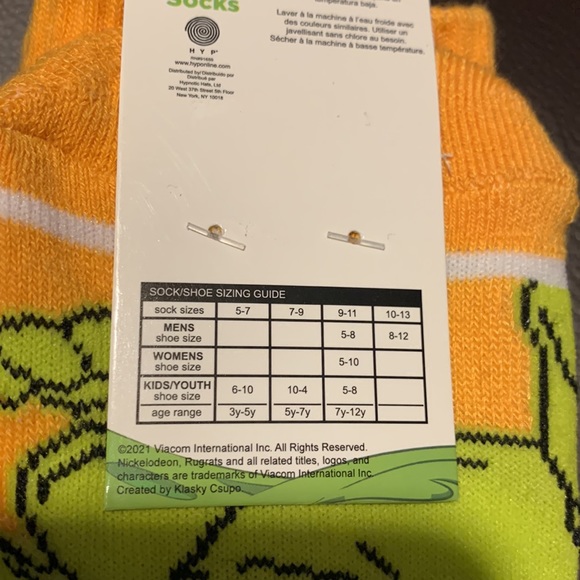 Socks
HYP
www.hyponline.com
Distributed by/Distribuido por
Distribué par
Hypnotic Hats, Ltd
20 West 37th Street 5th Floor
New York, NY 10018
temperatura baja.
Laver à la machine à l'eau froide avec
des couleurs similaires. Utiliser un
javellisant sans chlore au besoin.
Sécher à la machine à basse température.
SOCK/SHOE SIZING GUIDE
sock sizes 5-7 7-9 9-11 10-13
MENS
shoe size 5-8 8-12
WOMENS
shoe size 5-10
KIDS/YOUTH
shoe size 6-10 10-4 5-8
age range 3y-5y 5y-7y 7y-12y
©2021 Viacom International Inc. All Rights Reserved.
Nickelodeon, Rugrats and all related titles, logos, and
characters are trademarks of Viacom International Inc.
Created by Klasky Csupo.